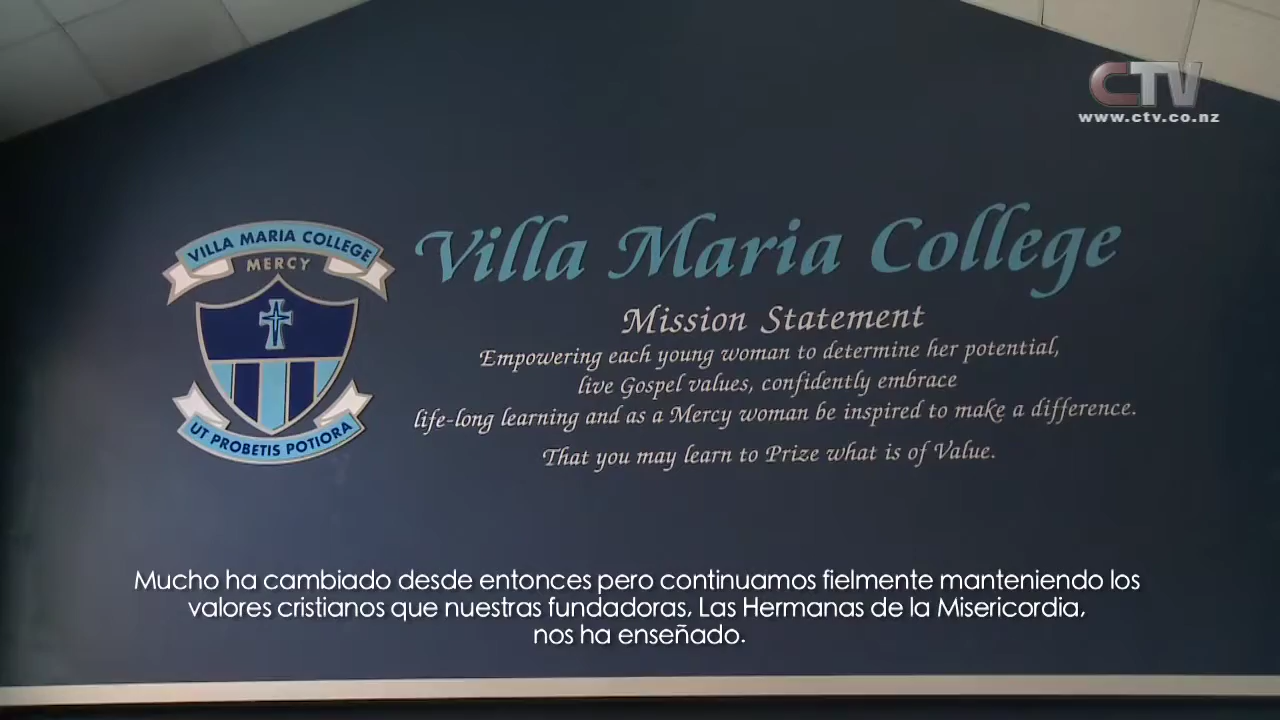 CTV
www.ctv.co.nz
VILLA MARIA COLLEGE
MERCY
UT PROBETIS POTIORA
Villa Maria College
Mission Statement
Empowering each young woman to determine her potential,
live Gospel values, confidently embrace
life-long learning and as a Mercy woman be inspired to make a difference.
That you may learn to Prize what is of Value.
Mucho ha cambiado desde entonces pero continuamos fielmente manteniendo los
valores cristianos que nuestras fundadoras, Las Hermanas de la Misericordia,
nos ha enseñado.